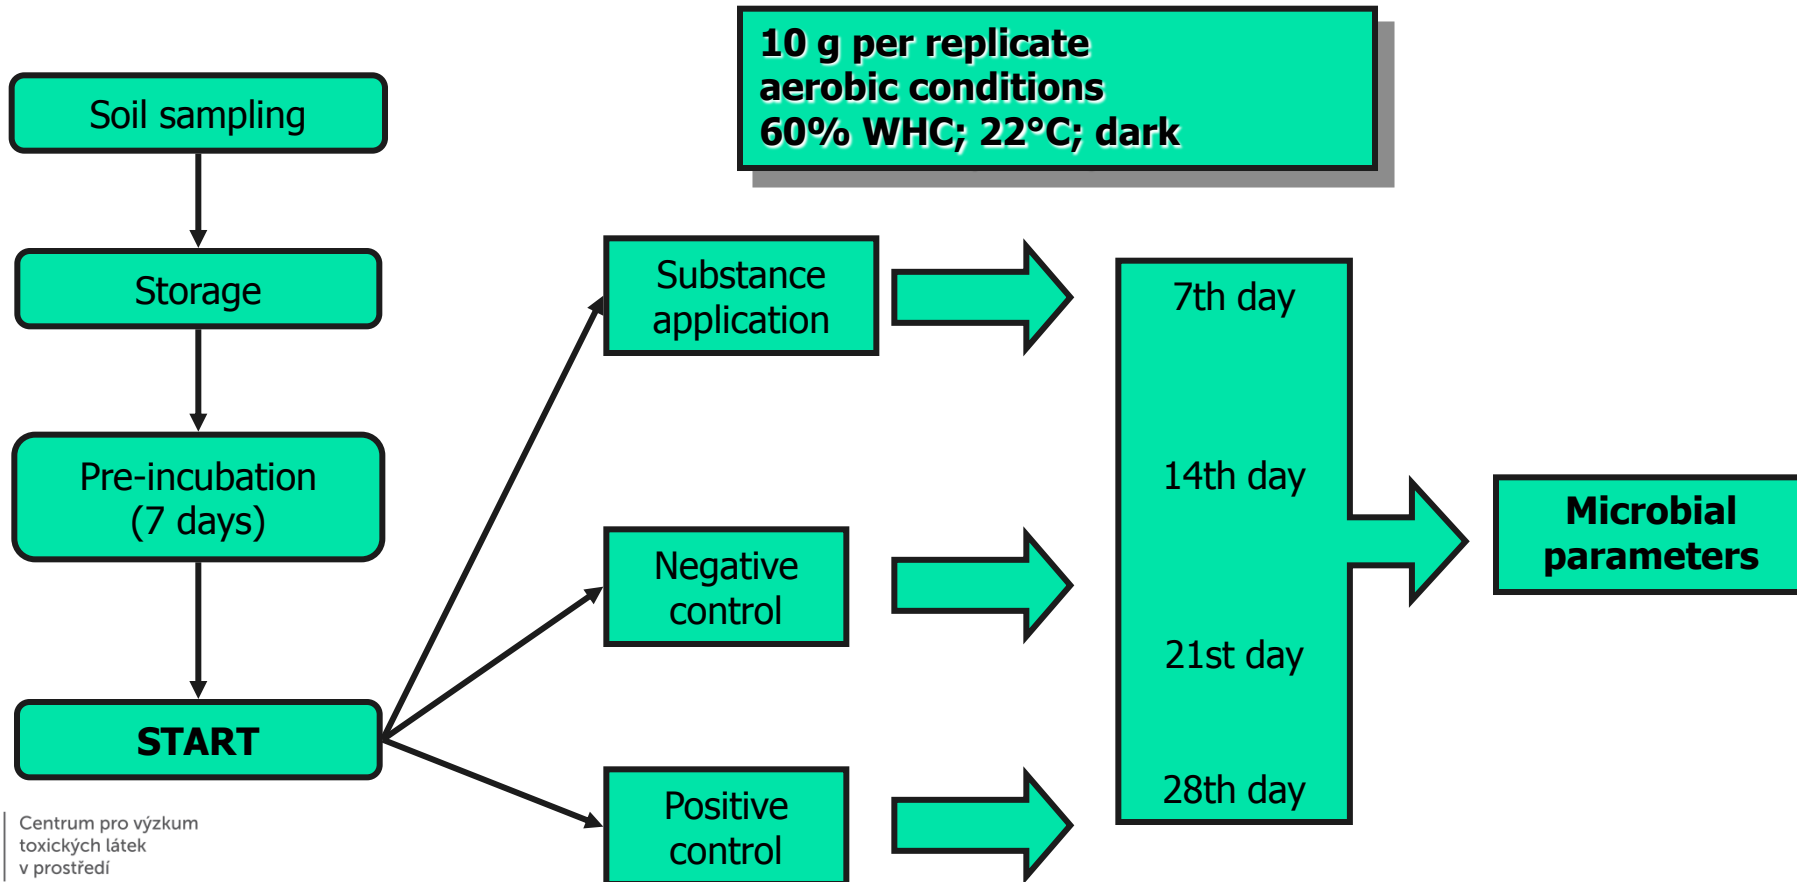 10 g per replicate
aerobic conditions
60% WHC; 22°C; dark
Soil sampling
Storage
Pre-incubation
(7 days)
START
Substance
application
Negative
control
Positive
control
7th day
14th day
21st day
28th day
Microbial
parameters
Centrum pro výzkum
toxických látek
v prostředí